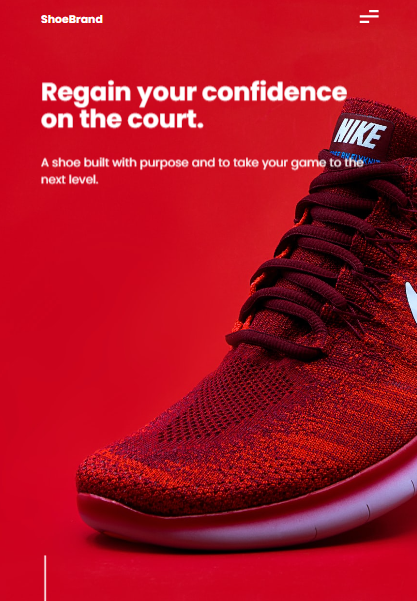 ShoeBrand
Regain your confidence
on the court.
NIKE
A shoe built with purpose and to take your game to the
next level.